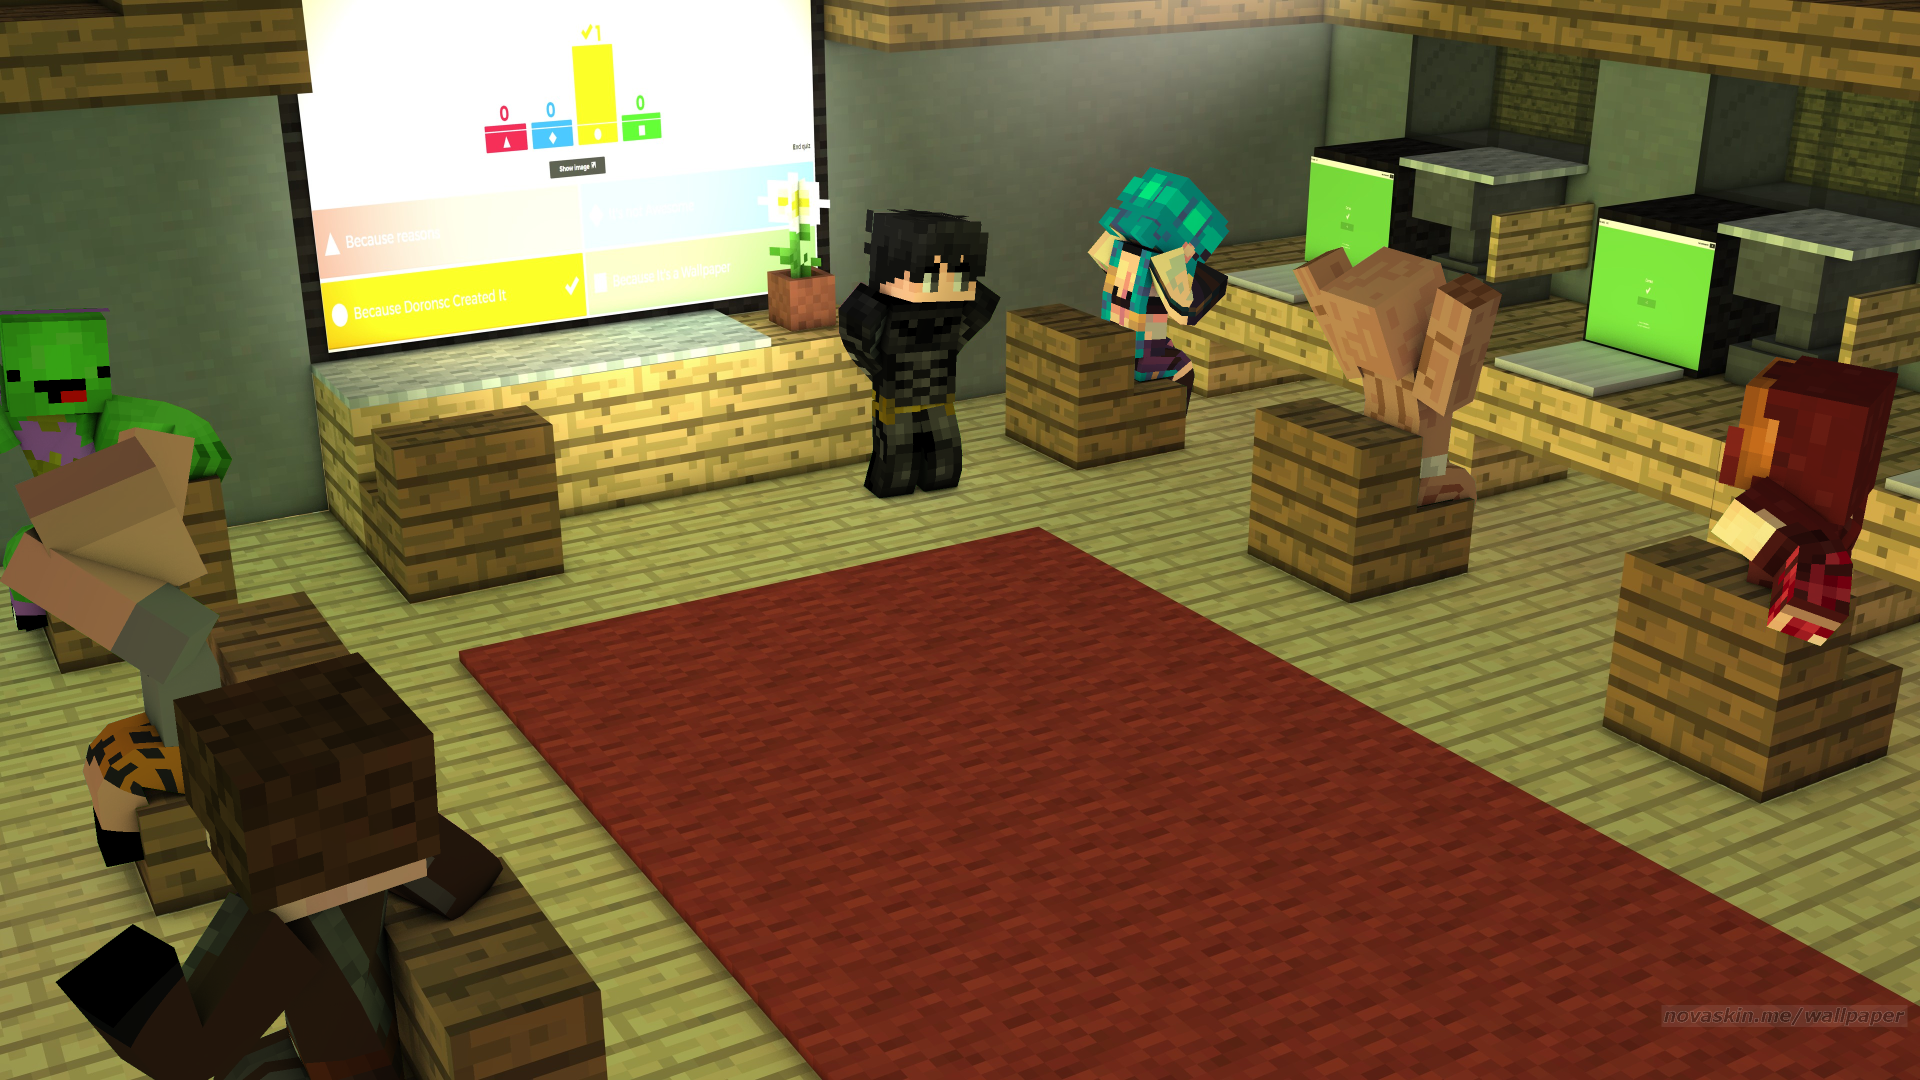 ✓1
0
0
0
Show image
End quiz
Because reasons
Because Doronsc Created It
Because It's a Wallpaper
novaskin.me/wallpaper